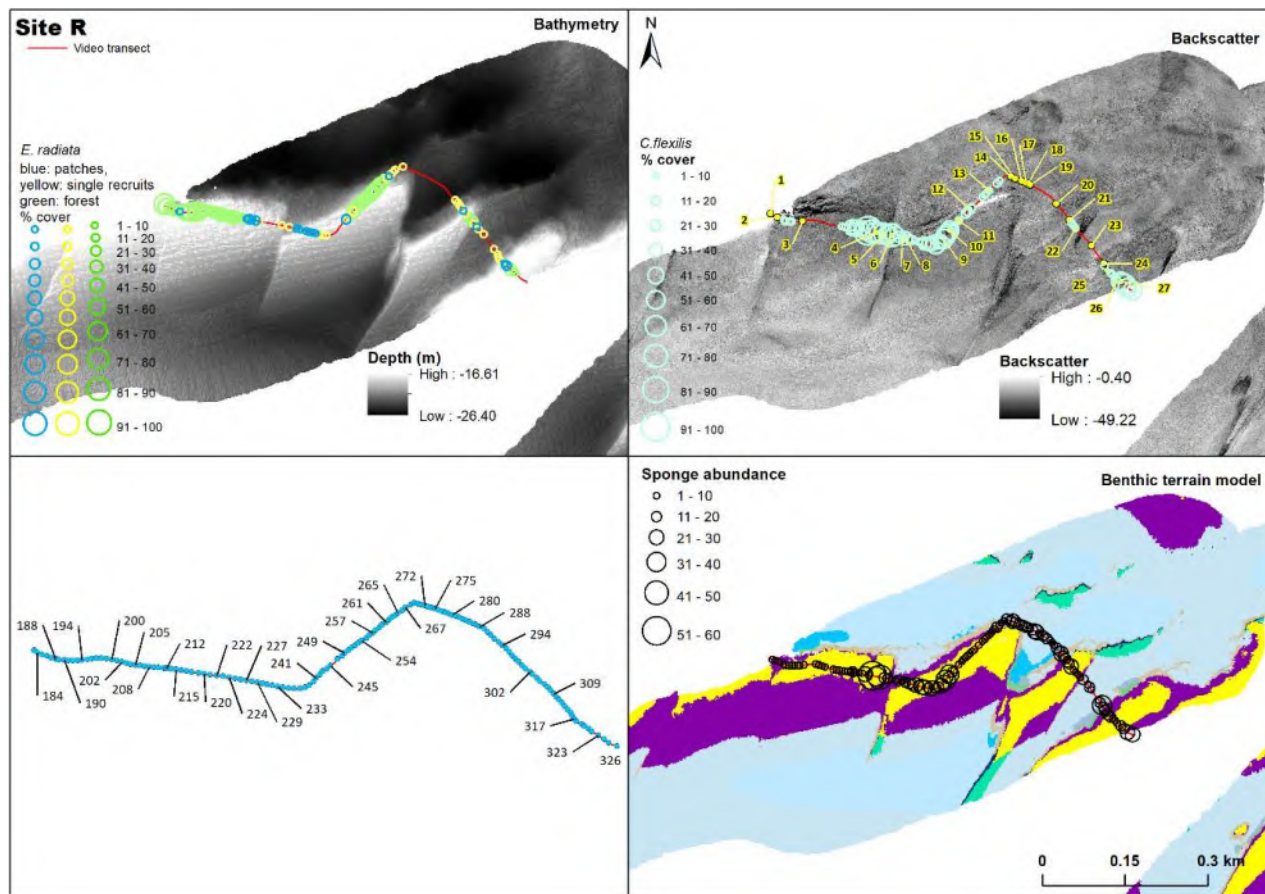 Site R
Bathymetry
Video transect
E. radiata
blue: patches,
yellow: single recruits
green: forest
% cover
1 - 10
11 - 20
21 - 30
31 - 40
41 - 50
51 - 60
61 - 70
71 - 80
81 - 90
91 - 100
Depth (m)
High : -16.61
Low : -26.40
N
Backscatter
C.flexilis
% cover
1 - 10
11 - 20
21 - 30
31 - 40
41 - 50
51 - 60
61 - 70
71 - 80
81 - 90
91 - 100
1
2
3
4
5
6
7
8
9
10
11
12
13
14
15
16
17
18
19
20
21
22
23
24
25
26
27
Backscatter
High : -0.40
Low : -49.22
184
188
190
194
200
202
205
208
212
215
220
222
224
227
229
233
241
245
249
254
257
261
265
267
272
275
280
288
294
302
309
317
323
326
Sponge abundance
1 - 10
11 - 20
21 - 30
31 - 40
41 - 50
51 - 60
Benthic terrain model
0 0.15 0.3 km